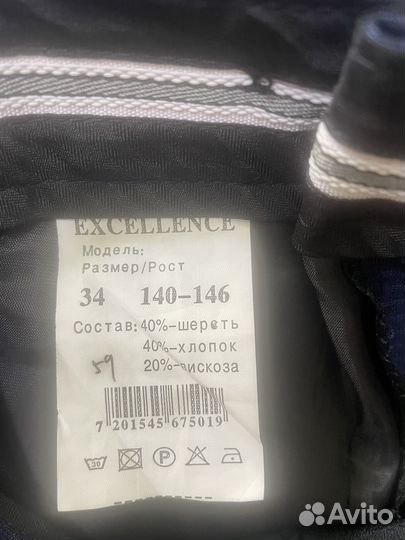 EXCELLENCE
Модель:
Размер/Рост
34 140-146
Состав: 40%-шерсть
40%-хлопок
59 20%-вискоза
7 201545 675019
30
Avito